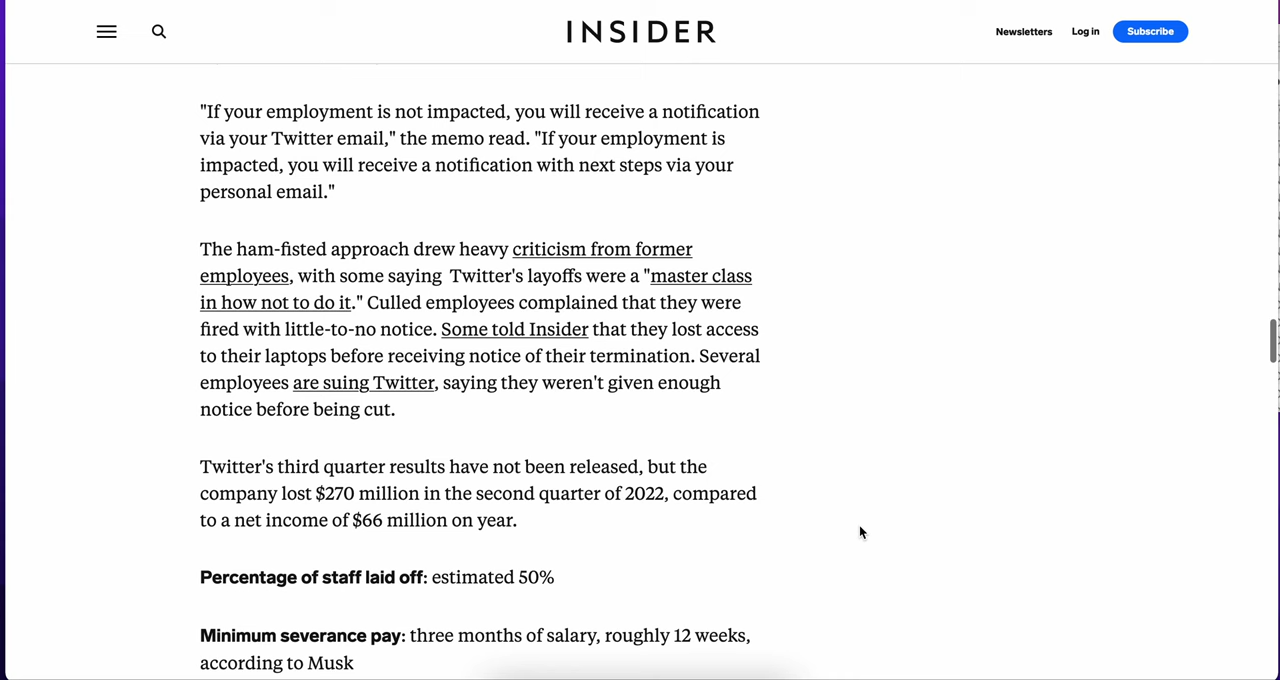 INSIDER
Newsletters Log in Subscribe
"If your employment is not impacted, you will receive a notification
via your Twitter email," the memo read. "If your employment is
impacted, you will receive a notification with next steps via your
personal email."
The ham-fisted approach drew heavy criticism from former
employees, with some saying Twitter's layoffs were a "master class
in how not to do it." Culled employees complained that they were
fired with little-to-no notice. Some told Insider that they lost access
to their laptops before receiving notice of their termination. Several
employees are suing Twitter, saying they weren't given enough
notice before being cut.
Twitter's third quarter results have not been released, but the
company lost $270 million in the second quarter of 2022, compared
to a net income of $66 million on year.
Percentage of staff laid off: estimated 50%
Minimum severance pay: three months of salary, roughly 12 weeks,
according to Musk